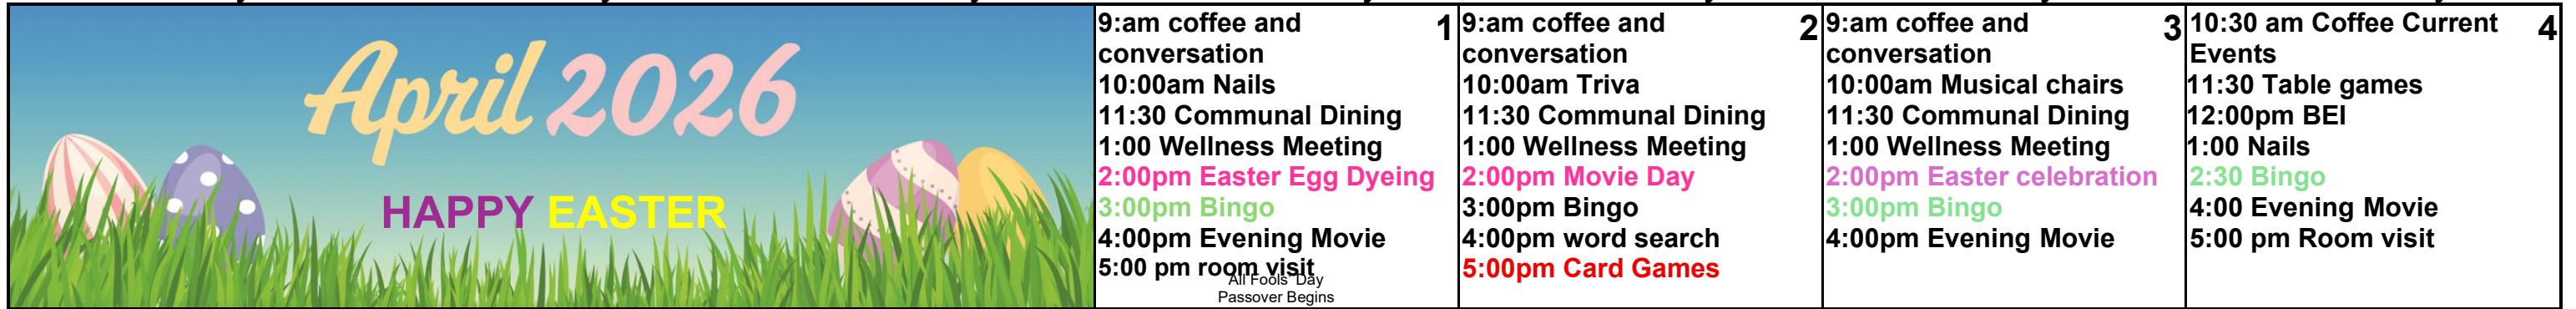 April 2026
HAPPY EASTER
1
9:am coffee and
conversation
10:00am Nails
11:30 Communal Dining
1:00 Wellness Meeting
2:00pm Easter Egg Dyeing
3:00pm Bingo
4:00pm Evening Movie
5:00 pm room visit
All Fools' Day
Passover Begins
2
9:am coffee and
conversation
10:00am Triva
11:30 Communal Dining
1:00 Wellness Meeting
2:00pm Movie Day
3:00pm Bingo
4:00pm word search
5:00pm Card Games
3
9:am coffee and
conversation
10:00am Musical chairs
11:30 Communal Dining
1:00 Wellness Meeting
2:00pm Easter celebration
3:00pm Bingo
4:00pm Evening Movie
4
10:30 am Coffee Current
Events
11:30 Table games
12:00pm BEI
1:00 Nails
2:30 Bingo
4:00 Evening Movie
5:00 pm Room visit